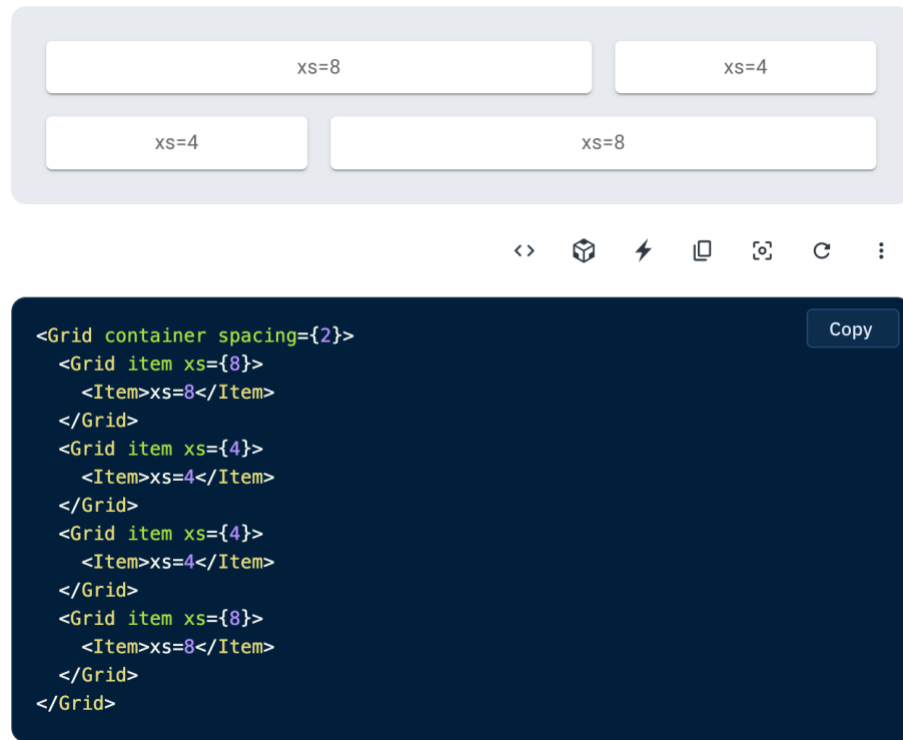 xs=8 xs=4
xs=4 xs=8
Copy
<Grid container spacing={2}>
  <Grid item xs={8}>
    <Item>xs=8</Item>
  </Grid>
  <Grid item xs={4}>
    <Item>xs=4</Item>
  </Grid>
  <Grid item xs={4}>
    <Item>xs=4</Item>
  </Grid>
  <Grid item xs={8}>
    <Item>xs=8</Item>
  </Grid>
</Grid>